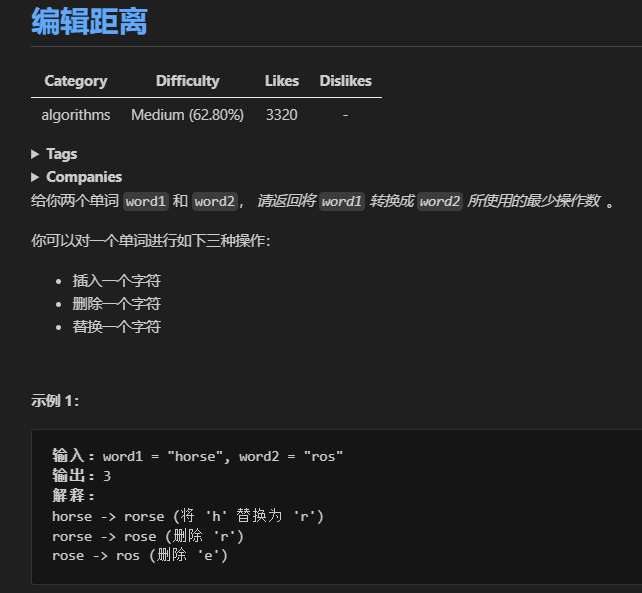 编辑距离
Category Difficulty Likes Dislikes
algorithms Medium (62.80%) 3320 -
▶ Tags
▶ Companies
给你两个单词 word1 和 word2， 请返回将 word1 转换成 word2 所使用的最少操作数 。
你可以对一个单词进行如下三种操作：
• 插入一个字符
• 删除一个字符
• 替换一个字符
示例 1：
输入：word1 = "horse", word2 = "ros"
输出：3
解释：
horse -> rorse (将 'h' 替换为 'r')
rorse -> rose (删除 'r')
rose -> ros (删除 'e')